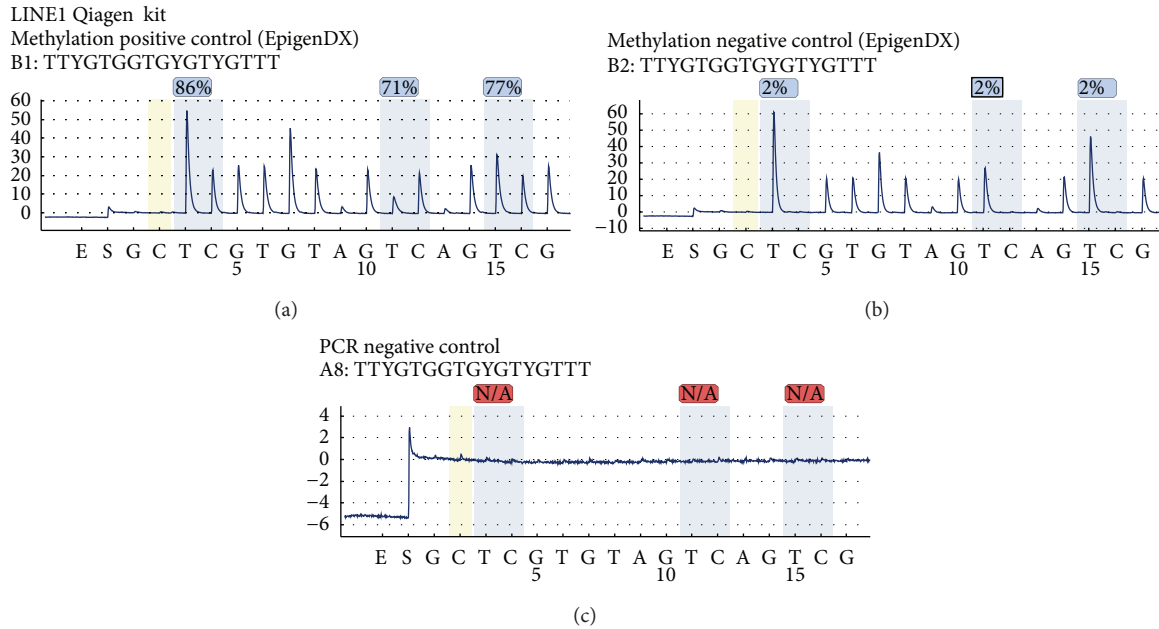 LINE1 Qiagen kit
Methylation positive control (EpigenDX)
B1: TTYGTGGTGYGTYGTTT
86% 71% 77%
60
50
40
30
20
10
0
E S G C T C G T G T A G T C A G T C G
5 10 15
(a)
Methylation negative control (EpigenDX)
B2: TTYGTGGTGYGTYGTTT
2% 2% 2%
60
50
40
30
20
10
0
−10
E S G C T C G T G T A G T C A G T C G
5 10 15
(b)
PCR negative control
A8: TTYGTGGTGYGTYGTTT
N/A N/A N/A
4
2
0
−2
−4
−6
E S G C T C G T G T A G T C A G T C G
5 10 15
(c)